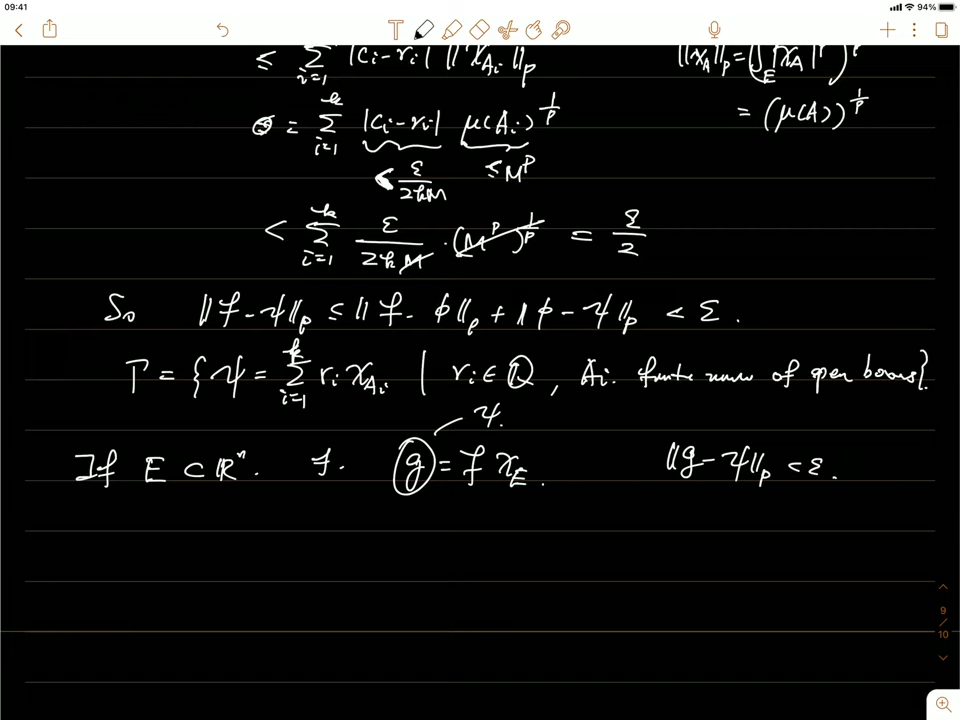 09:41
94%
≤ Σ_{i=1} |c_i - r_i| ‖χ_{A_i}‖_p
‖χ_A‖_p = (∫_E |χ_A|^p)^{1/p}
= Σ_{i=1}^k |c_i - r_i| μ(A_i)^{1/p}
= (μ(A))^{1/p}
< ε/2kM ≤ M^p
< Σ_{i=1}^k ε/2kM · (M^p)^{1/p} = ε/2
So ‖f - ψ‖_p ≤ ‖f - φ‖_p + ‖φ - ψ‖_p < ε.
Γ = {ψ = Σ_{i=1}^k r_i χ_{A_i} | r_i ∈ ℚ, A_i: finite of open boxes}.
ψ.
If E ⊂ ℝ^n. f. g = f χ_E. ‖g - ψ‖_p < ε.
9
/
10